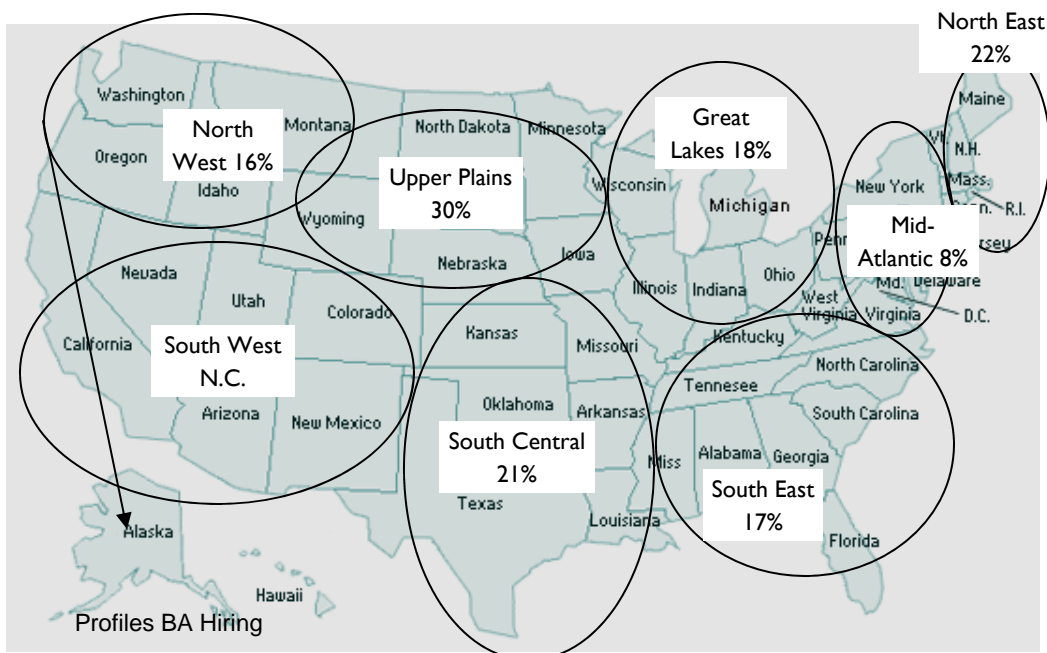 North East
22%
Maine
Washington
North
West 16%
Montana
North Dakota
Minnesota
Great
Lakes 18%
N.H.
Oregon
Idaho
Upper Plains
30%
Wisconsin
Michigan
New York
Mass.
R.I.
Wyoming
Mid-
Atlantic 8%
Nevada
Nebraska
Iowa
Ohio
Utah
Illinois
Indiana
Md.
Delaware
Colorado
West
Virginia
Virginia
D.C.
California
South West
N.C.
Kansas
Missouri
Kentucky
North Carolina
Tennesee
Arizona
New Mexico
Oklahoma
Arkansas
South Carolina
South Central
21%
Miss
Alabama
Georgia
Texas
South East
17%
Louisiana
Alaska
Florida
Hawaii
Profiles BA Hiring